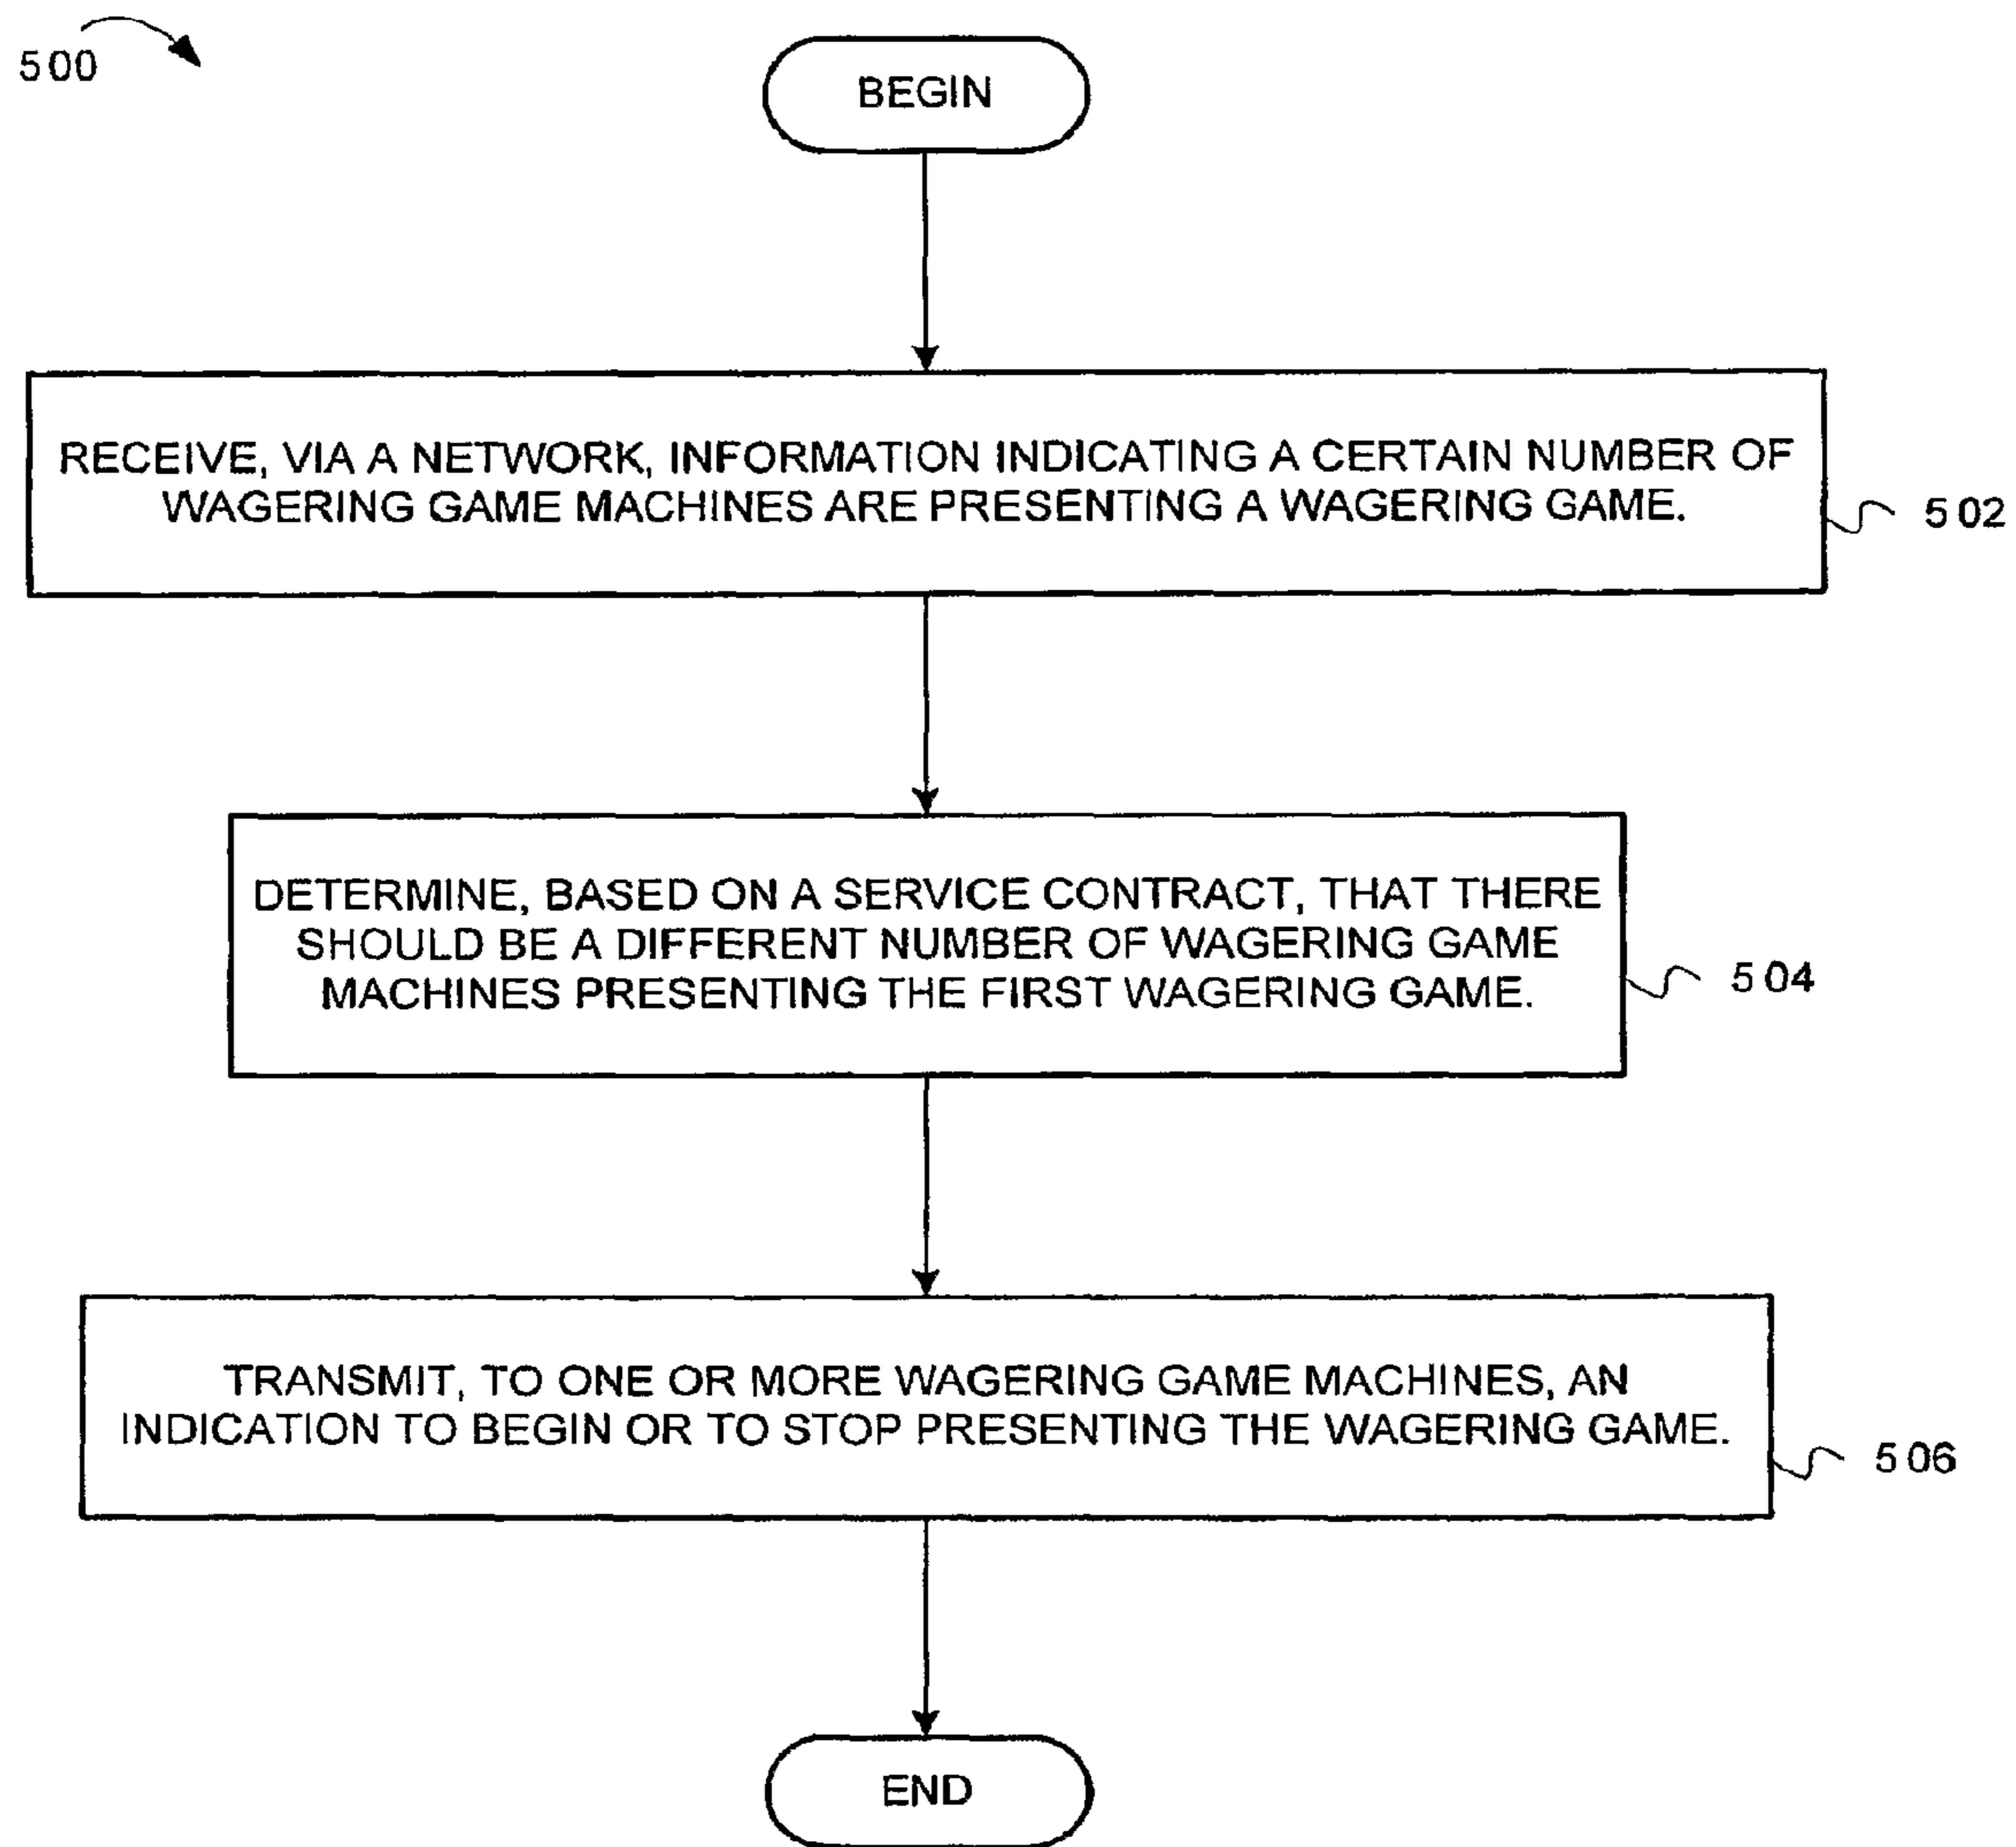 500
BEGIN
RECEIVE, VIA A NETWORK, INFORMATION INDICATING A CERTAIN NUMBER OF
WAGERING GAME MACHINES ARE PRESENTING A WAGERING GAME.
502
DETERMINE, BASED ON A SERVICE CONTRACT, THAT THERE
SHOULD BE A DIFFERENT NUMBER OF WAGERING GAME
MACHINES PRESENTING THE FIRST WAGERING GAME.
504
TRANSMIT, TO ONE OR MORE WAGERING GAME MACHINES, AN
INDICATION TO BEGIN OR TO STOP PRESENTING THE WAGERING GAME.
506
END